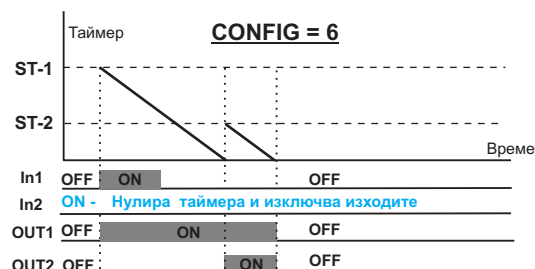 Таймер
CONFIG = 6
ST-1
ST-2
Време
In1 OFF ON OFF
In2 ON - Нулира таймера и изключва изходите
OUT1 OFF ON OFF
OUT2 OFF ON OFF